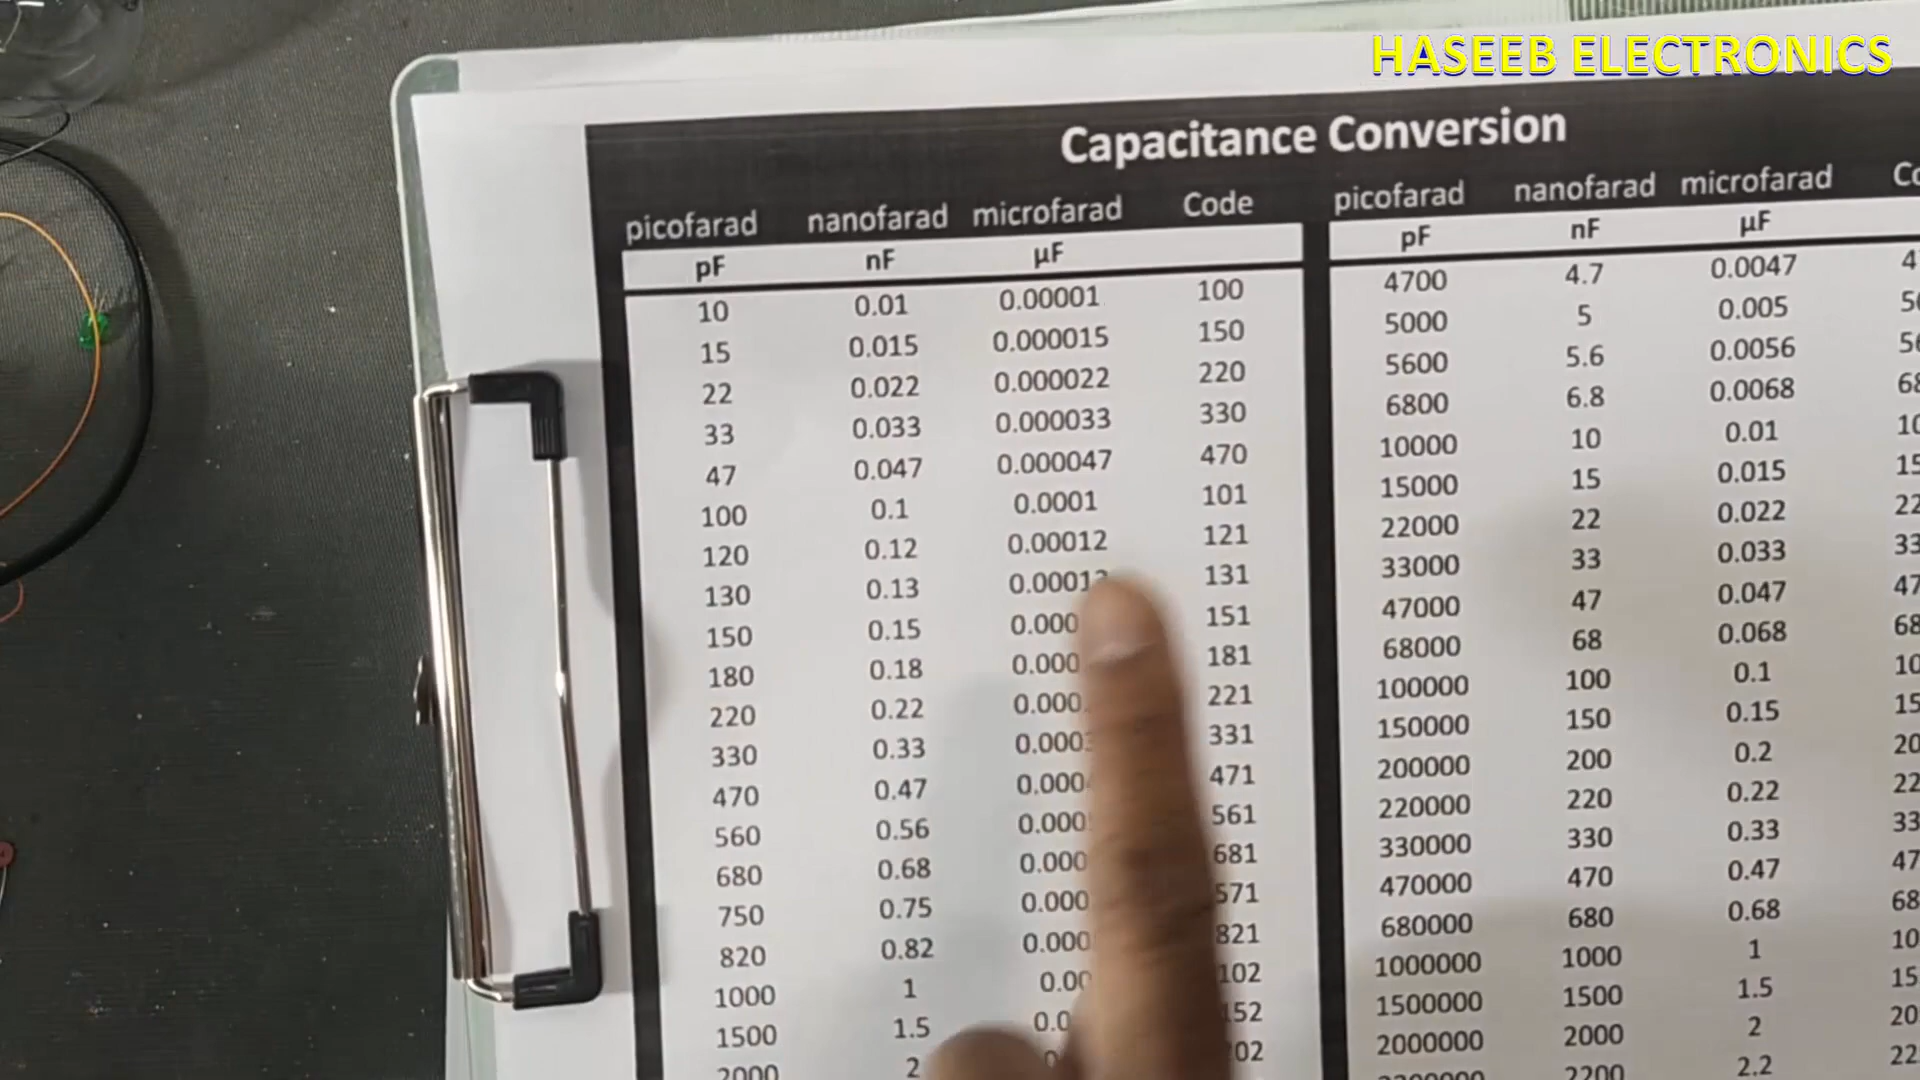 HASEEB ELECTRONICS
Capacitance Conversion
picofarad nanofarad microfarad Code picofarad nanofarad microfarad
pF nF µF pF nF µF
10 0.01 0.00001 100 4700 4.7 0.0047
15 0.015 0.000015 150 5000 5 0.005
22 0.022 0.000022 220 5600 5.6 0.0056
33 0.033 0.000033 330 6800 6.8 0.0068
47 0.047 0.000047 470 10000 10 0.01
100 0.1 0.0001 101 15000 15 0.015
120 0.12 0.00012 121 22000 22 0.022
130 0.13 131 33000 33 0.033
150 0.15 151 47000 47 0.047
180 0.18 181 68000 68 0.068
220 0.22 221 100000 100 0.1
330 0.33 331 150000 150 0.15
470 0.47 471 200000 200 0.2
560 0.56 561 220000 220 0.22
680 0.68 681 330000 330 0.33
750 0.75 571 470000 470 0.47
820 0.82 821 680000 680 0.68
1000 1 102 1000000 1000 1
1500 1.5 152 1500000 1500 1.5
2000 2 2000000 2000 2
2200 2.2